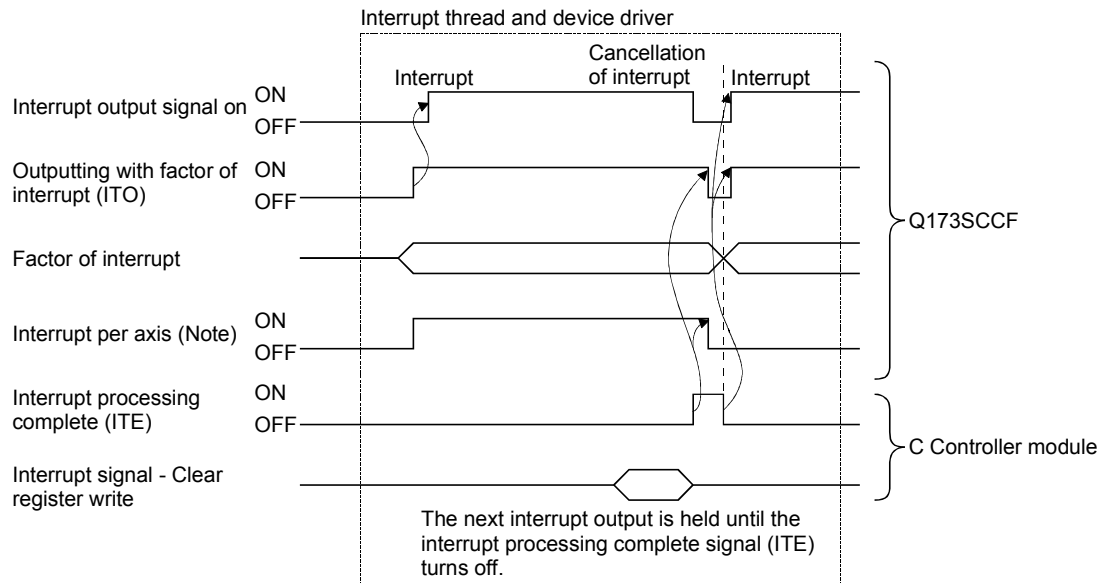 Interrupt thread and device driver
Cancellation
of interrupt
Interrupt
Interrupt
Interrupt output signal on
ON
OFF
Outputting with factor of
interrupt (ITO)
ON
OFF
Factor of interrupt
Q173SCCF
Interrupt per axis (Note)
ON
OFF
Interrupt processing
complete (ITE)
ON
OFF
C Controller module
Interrupt signal - Clear
register write
The next interrupt output is held until the
interrupt processing complete signal (ITE)
turns off.